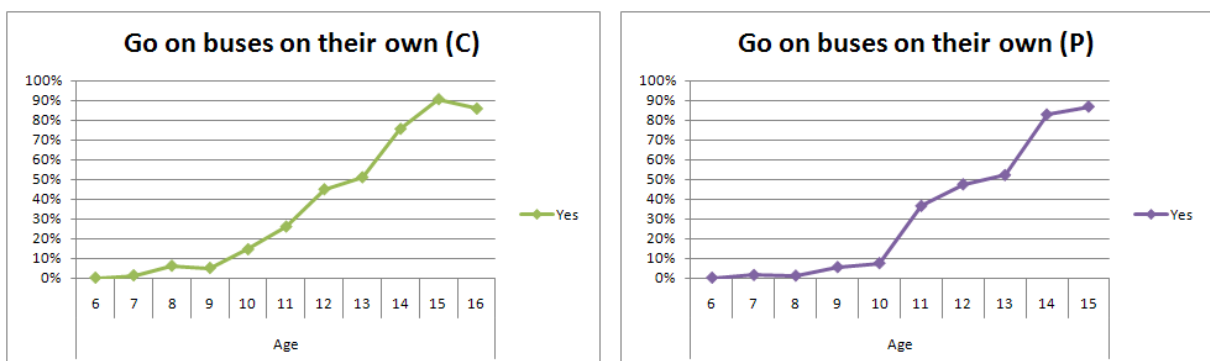 Go on buses on their own (C)
100%
90%
80%
70%
60%
50%
40%
30%
20%
10%
0%
6 7 8 9 10 11 12 13 14 15 16
Age
Yes
Go on buses on their own (P)
100%
90%
80%
70%
60%
50%
40%
30%
20%
10%
0%
6 7 8 9 10 11 12 13 14 15
Age
Yes